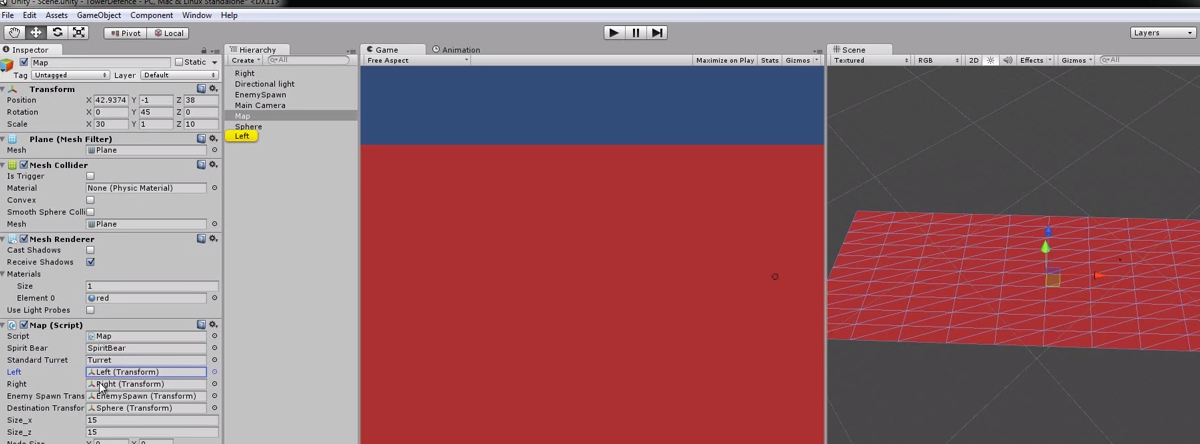 Unity - Scene.unity - TowerDefence - PC, Mac & Linux Standalone* <DX11>
File Edit Assets GameObject Component Window Help
Pivot Local Layers
Inspector
Map Static
Tag Untagged Layer Default
Transform
Position X 42.9374 Y -1 Z 38
Rotation X 0 Y 45 Z 0
Scale X 30 Y 1 Z 10
Plane (Mesh Filter)
Mesh Plane
Mesh Collider
Is Trigger
Material None (Physic Material)
Convex
Smooth Sphere Colli
Mesh Plane
Mesh Renderer
Cast Shadows
Receive Shadows
Materials
Size 1
Element 0 red
Use Light Probes
Map (Script)
Script Map
Spirit Bear SpiritBear
Standard Turret Turret
Left Left (Transform)
Right Right (Transform)
Enemy Spawn Trans EnemySpawn (Transform)
Destination Transfor Sphere (Transform)
Size_x 15
Size_z 15
Node Size X 0 Y 0
Hierarchy
Create All
Right
Directional light
EnemySpawn
Main Camera
Map
Sphere
Left
Game Animation
Free Aspect Maximize on Play Stats Gizmos
Scene
Textured RGB 2D Effects Gizmos All